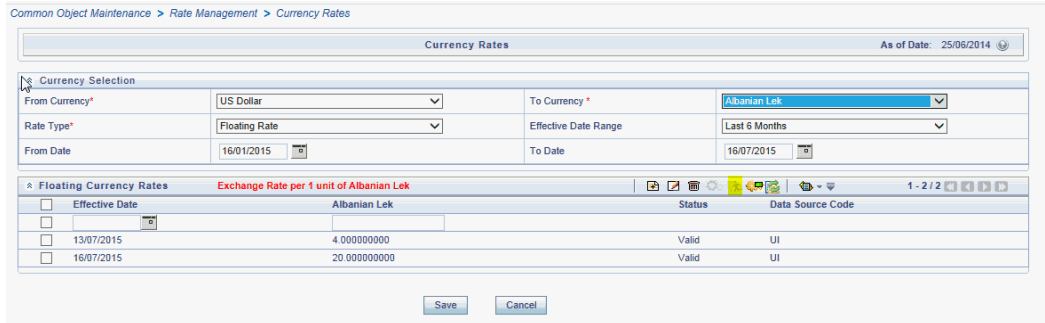 Common Object Maintenance > Rate Management > Currency Rates
Currency Rates As of Date: 25/06/2014
Currency Selection
From Currency* US Dollar To Currency * Albanian Lek
Rate Type* Floating Rate Effective Date Range Last 6 Months
From Date 16/01/2015 To Date 16/07/2015
Floating Currency Rates Exchange Rate per 1 unit of Albanian Lek 1 - 2 / 2
Effective Date Albanian Lek Status Data Source Code
13/07/2015 4.000000000 Valid UI
16/07/2015 20.000000000 Valid UI
Save Cancel